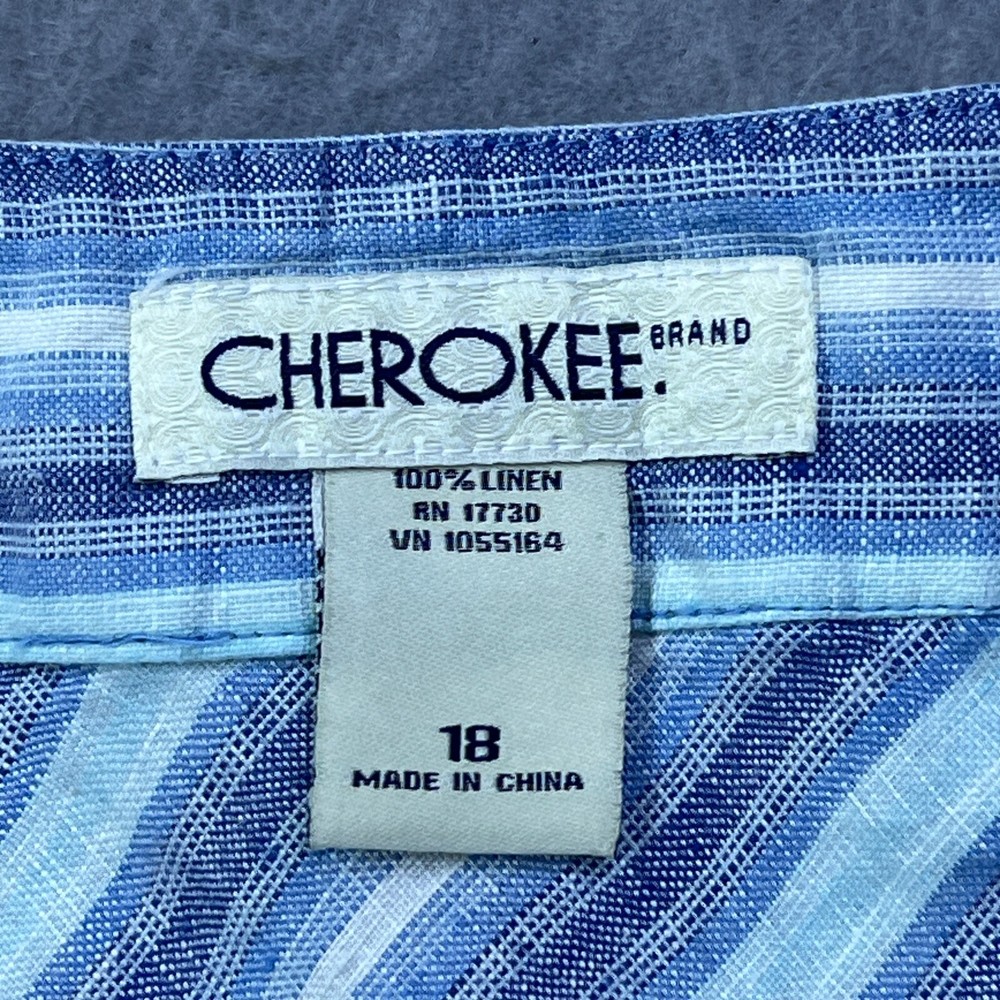 CHEROKEE. BRAND
100% LINEN
RN 17730
VN 1055164
18
MADE IN CHINA